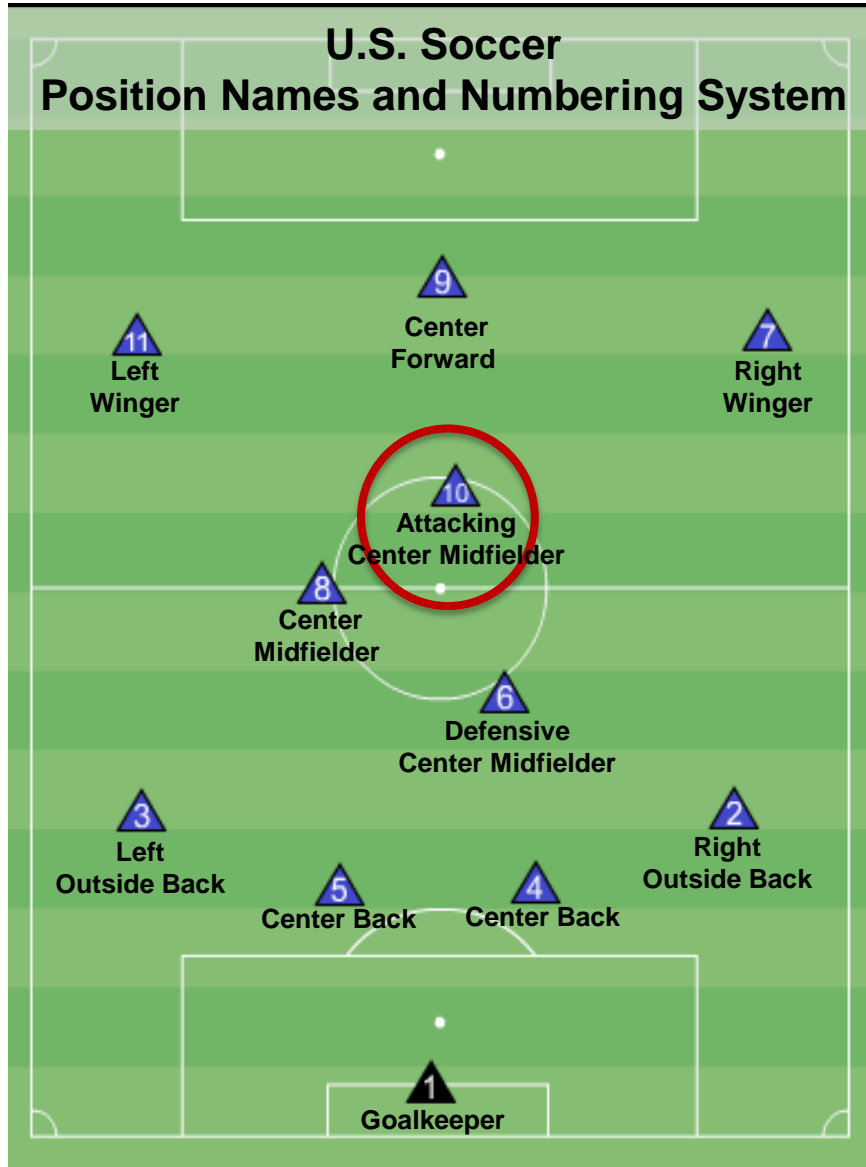 U.S. Soccer
Position Names and Numbering System
9
Center
Forward
11
Left
Winger
7
Right
Winger
10
Attacking
Center Midfielder
8
Center
Midfielder
6
Defensive
Center Midfielder
3
Left
Outside Back
2
Right
Outside Back
5
Center Back
4
Center Back
1
Goalkeeper